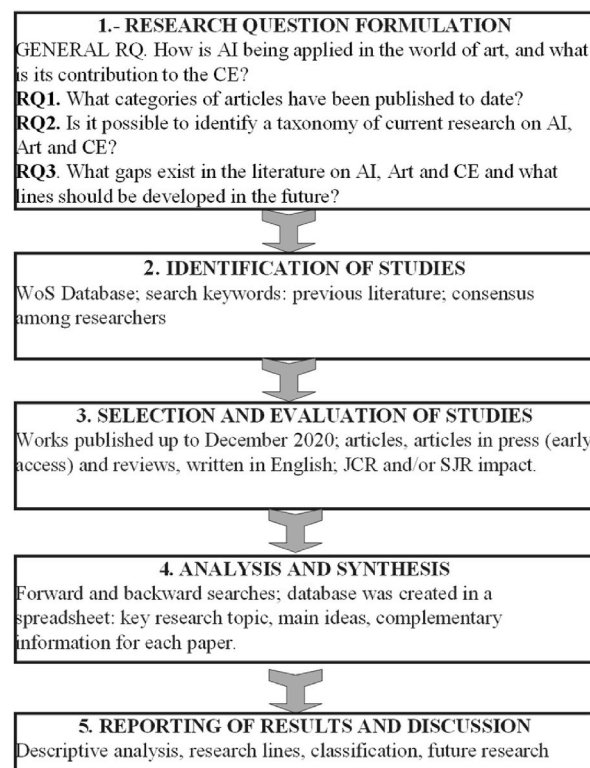 1.- RESEARCH QUESTION FORMULATION
GENERAL RQ. How is AI being applied in the world of art, and what
is its contribution to the CE?
RQ1. What categories of articles have been published to date?
RQ2. Is it possible to identify a taxonomy of current research on AI,
Art and CE?
RQ3. What gaps exist in the literature on AI, Art and CE and what
lines should be developed in the future?
2. IDENTIFICATION OF STUDIES
WoS Database; search keywords: previous literature; consensus
among researchers
3. SELECTION AND EVALUATION OF STUDIES
Works published up to December 2020; articles, articles in press (early
access) and reviews, written in English; JCR and/or SJR impact.
4. ANALYSIS AND SYNTHESIS
Forward and backward searches; database was created in a
spreadsheet: key research topic, main ideas, complementary
information for each paper.
5. REPORTING OF RESULTS AND DISCUSSION
Descriptive analysis, research lines, classification, future research